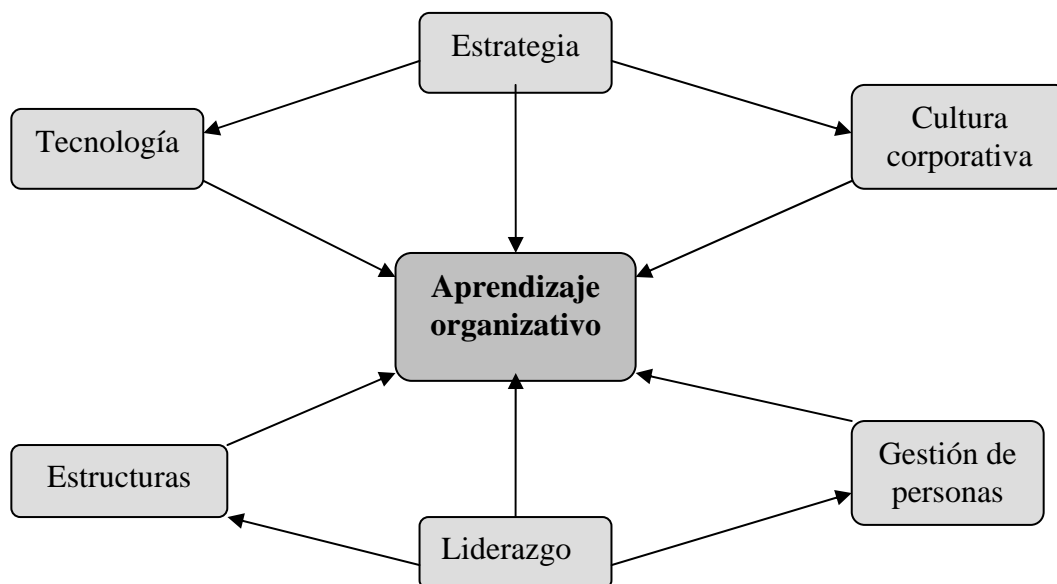 Estrategia
Tecnología
Cultura
corporativa
Aprendizaje
organizativo
Estructuras
Gestión de
personas
Liderazgo